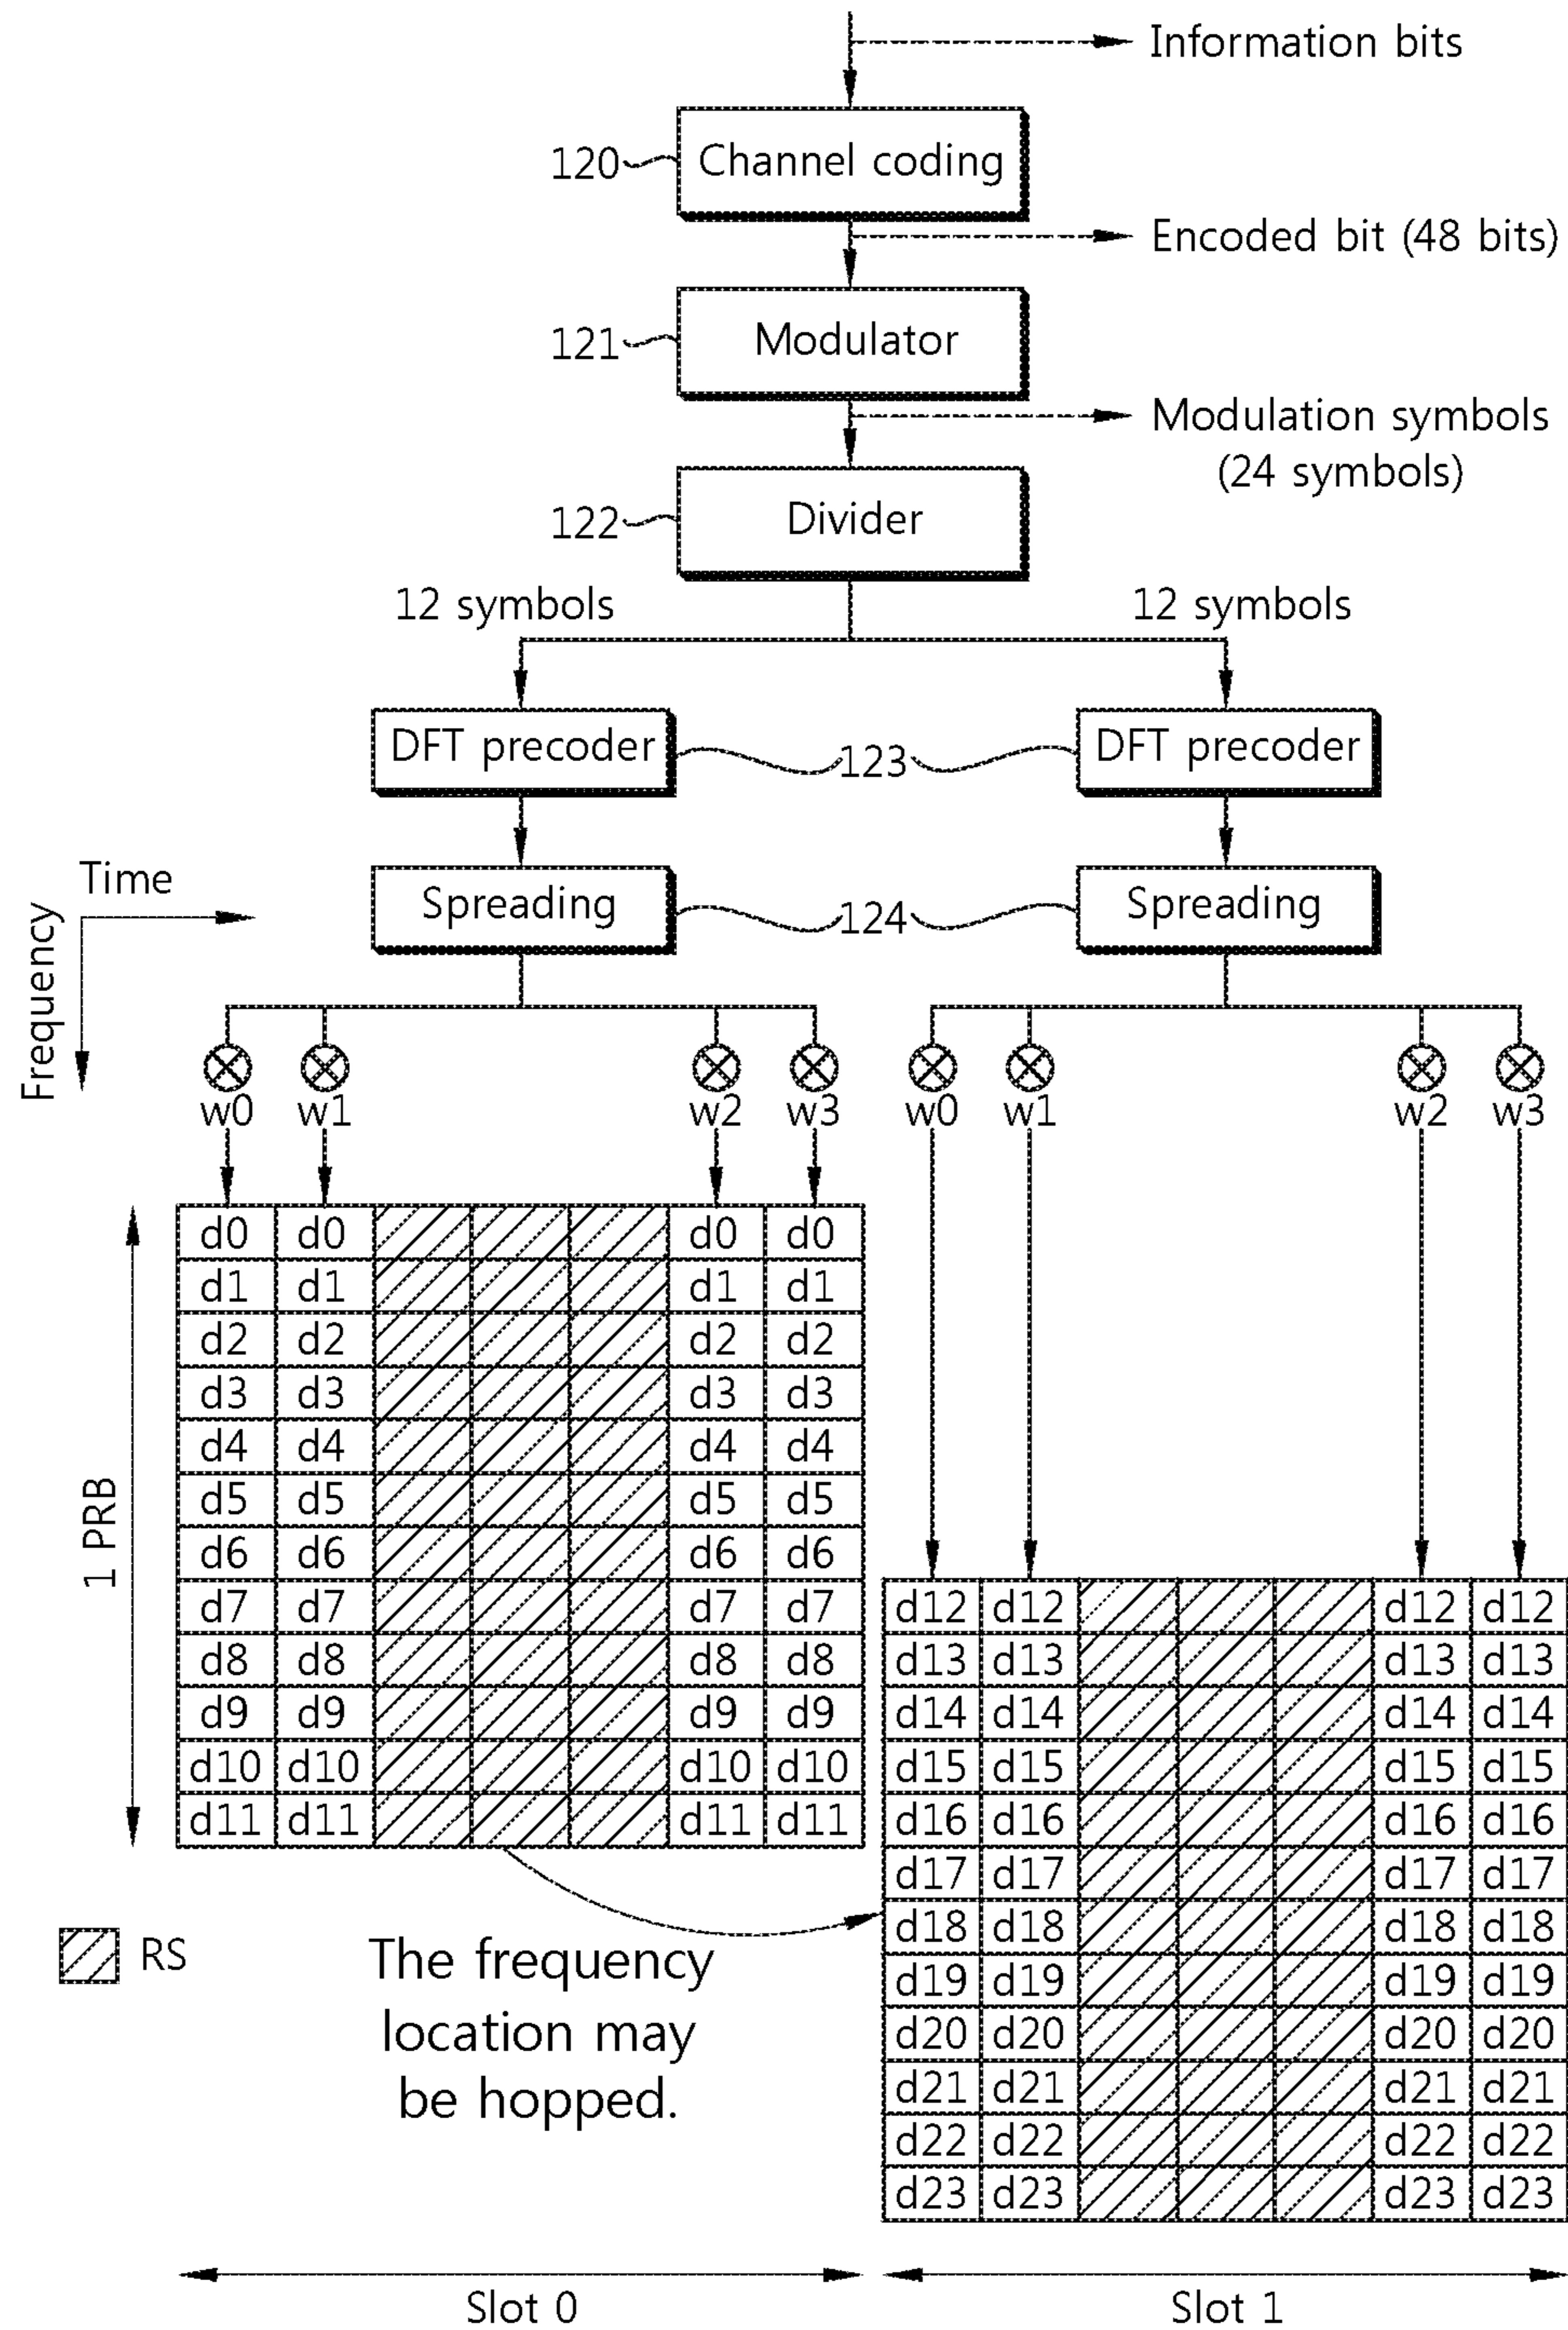 Information bits
120
Channel coding
Encoded bit (48 bits)
121
Modulator
Modulation symbols
(24 symbols)
122
Divider
12 symbols
12 symbols
DFT precoder
123
DFT precoder
Time
Frequency
Spreading
124
Spreading
w0 w1 w2 w3 w0 w1 w2 w3
1 PRB
d0 d0 d0 d0
d1 d1 d1 d1
d2 d2 d2 d2
d3 d3 d3 d3
d4 d4 d4 d4
d5 d5 d5 d5
d6 d6 d6 d6
d7 d7 d7 d7
d8 d8 d8 d8
d9 d9 d9 d9
d10 d10 d10 d10
d11 d11 d11 d11
d12 d12 d12 d12
d13 d13 d13 d13
d14 d14 d14 d14
d15 d15 d15 d15
d16 d16 d16 d16
d17 d17 d17 d17
d18 d18 d18 d18
d19 d19 d19 d19
d20 d20 d20 d20
d21 d21 d21 d21
d22 d22 d22 d22
d23 d23 d23 d23
RS
The frequency
location may
be hopped.
Slot 0
Slot 1